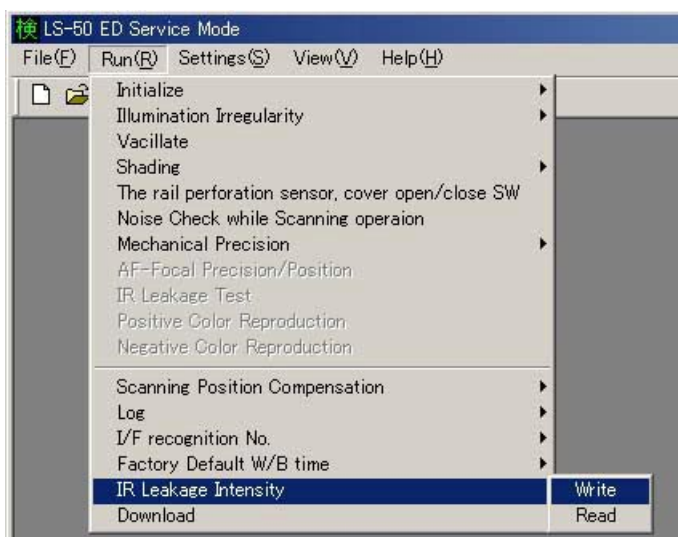 検 LS-50 ED Service Mode
File(F) Run(R) Settings(S) View(V) Help(H)
Initialize
Illumination Irregularity
Vacillate
Shading
The rail perforation sensor, cover open/close SW
Noise Check while Scanning operaion
Mechanical Precision
AF-Focal Precision/Position
IR Leakage Test
Positive Color Reproduction
Negative Color Reproduction
Scanning Position Compensation
Log
I/F recognition No.
Factory Default W/B time
IR Leakage Intensity
Write
Download
Read